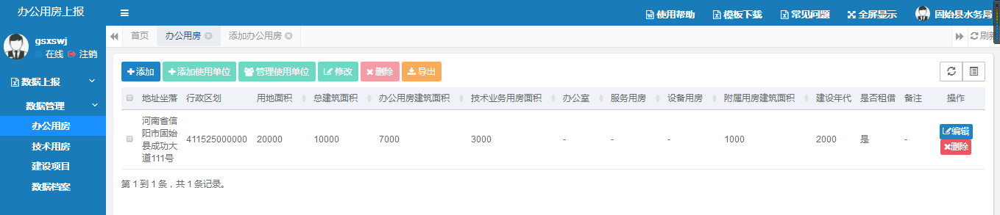 办公用房上报
使用帮助 模板下载 常见问题 全屏显示 固始县水务局
gsxswj
在线 注销
首页 办公用房 添加办公用房 刷新
数据上报
数据管理
办公用房
技术用房
建设项目
数据档案
添加 添加使用单位 管理使用单位 修改 删除 导出
地址坐落 行政区划 用地面积 总建筑面积 办公用房建筑面积 技术业务用房面积 办公室 服务用房 设备用房 附属用房建筑面积 建设年代 是否租借 备注 操作
河南省信
阳市固始
县成功大
道111号
411525000000 20000 10000 7000 3000 - - - 1000 2000 是 -
编辑
删除
第 1 到 1 条，共 1 条记录。